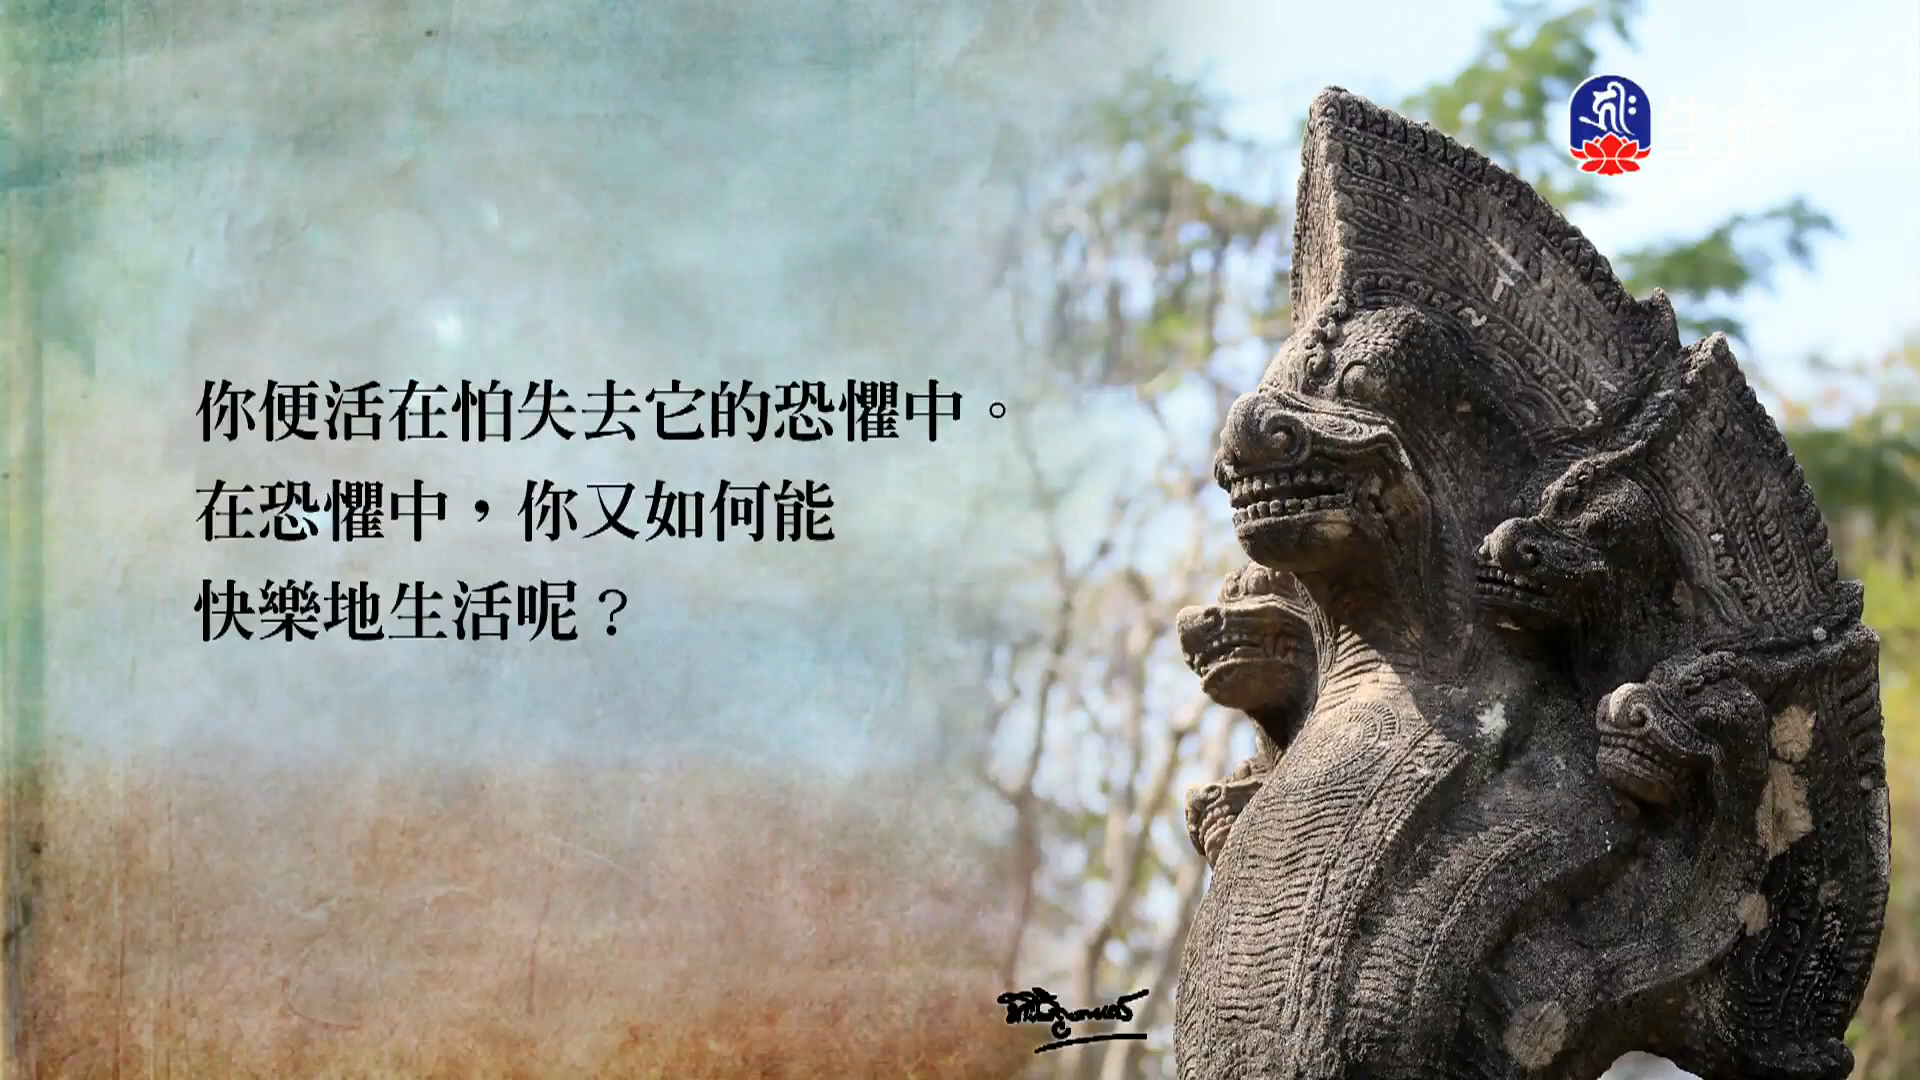 你便活在怕失去它的恐懼中。
在恐懼中，你又如何能
快樂地生活呢？